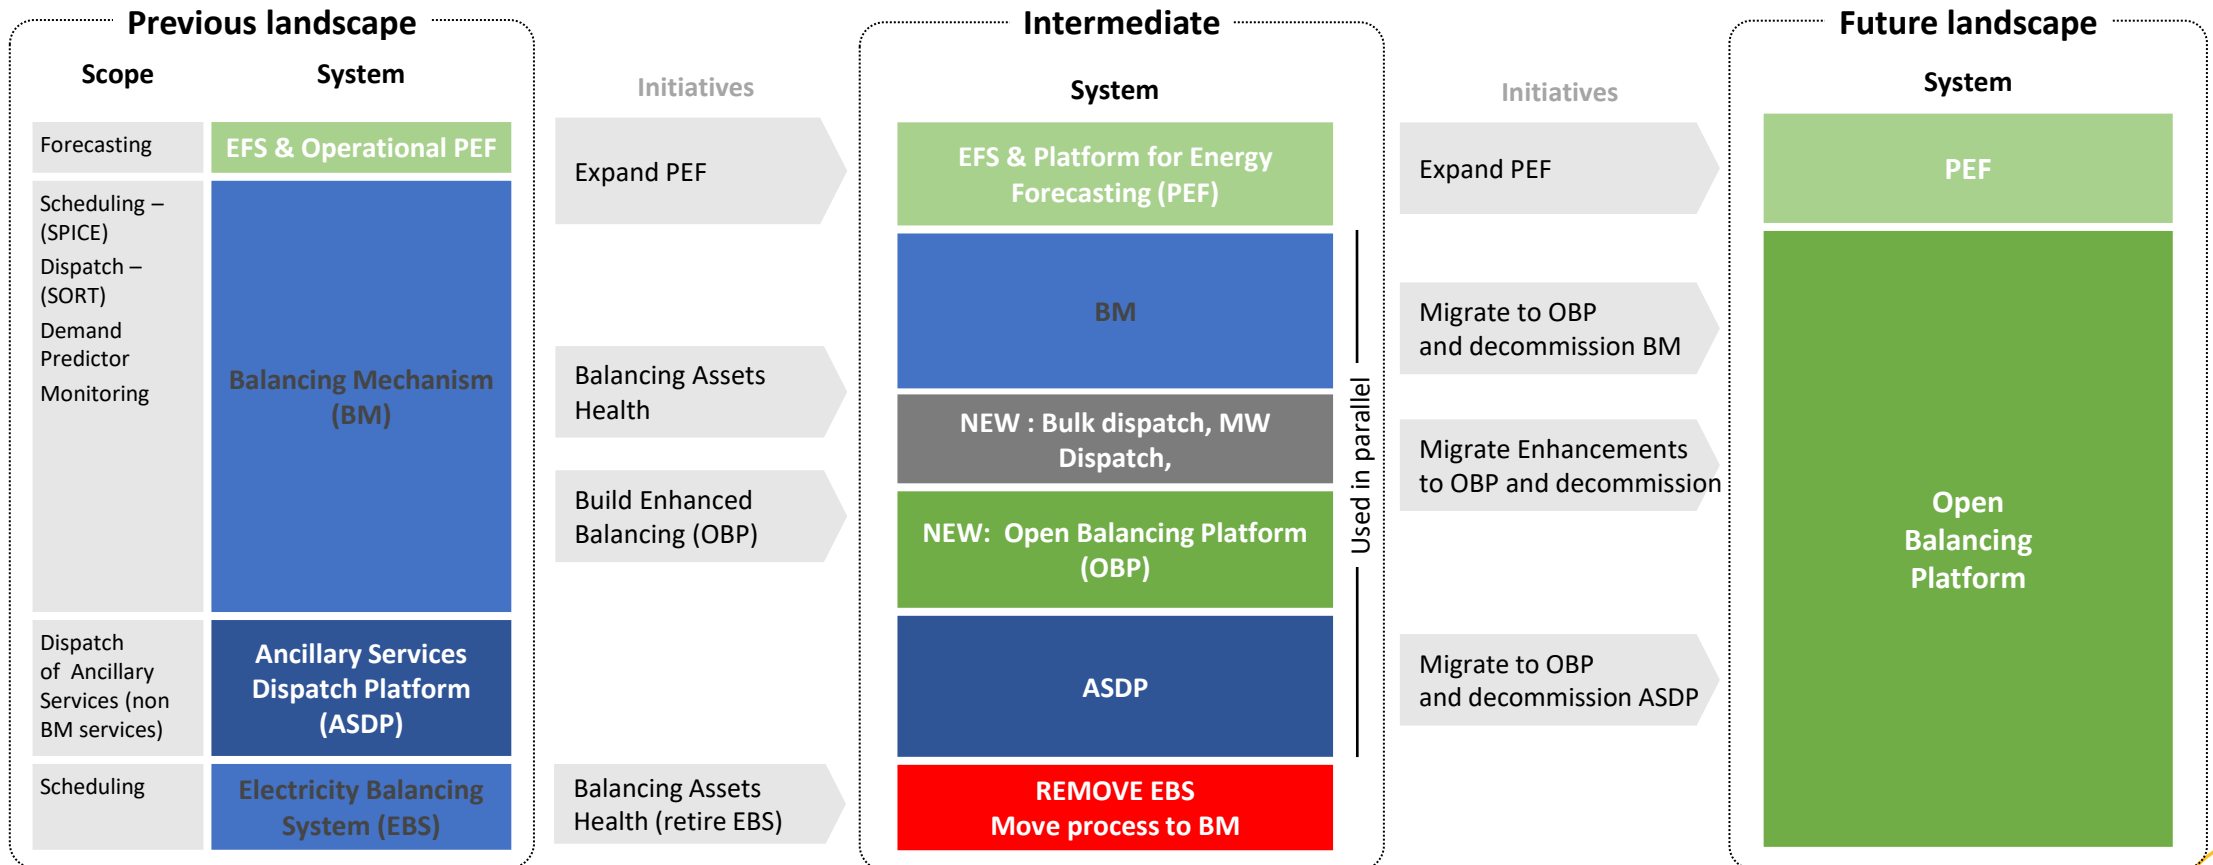 Previous landscape
Scope
System
Forecasting
EFS & Operational PEF
Scheduling –
(SPICE)
Dispatch –
(SORT)
Demand
Predictor
Monitoring
Balancing Mechanism
(BM)
Dispatch
of Ancillary
Services (non
BM services)
Ancillary Services
Dispatch Platform
(ASDP)
Scheduling
Electricity Balancing
System (EBS)
Initiatives
Expand PEF
Balancing Assets
Health
Build Enhanced
Balancing (OBP)
Balancing Assets
Health (retire EBS)
Intermediate
System
EFS & Platform for Energy
Forecasting (PEF)
BM
NEW : Bulk dispatch, MW
Dispatch,
NEW: Open Balancing Platform
(OBP)
ASDP
REMOVE EBS
Move process to BM
Used in parallel
Initiatives
Expand PEF
Migrate to OBP
and decommission BM
Migrate Enhancements
to OBP and decommission
Migrate to OBP
and decommission ASDP
Future landscape
System
PEF
Open
Balancing
Platform